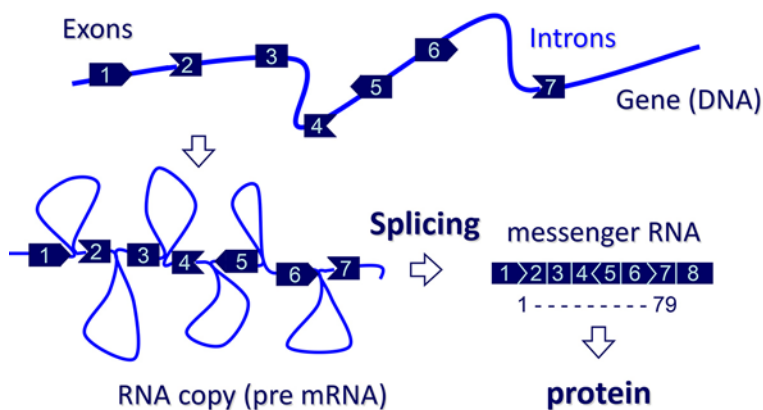 Exons
1 2 3 4 5 6 7
Introns
Gene (DNA)
1 2 3 4 5 6 7
RNA copy (pre mRNA)
Splicing
messenger RNA
1 2 3 4 5 6 7 8
1 - - - - - - - - - 79
protein